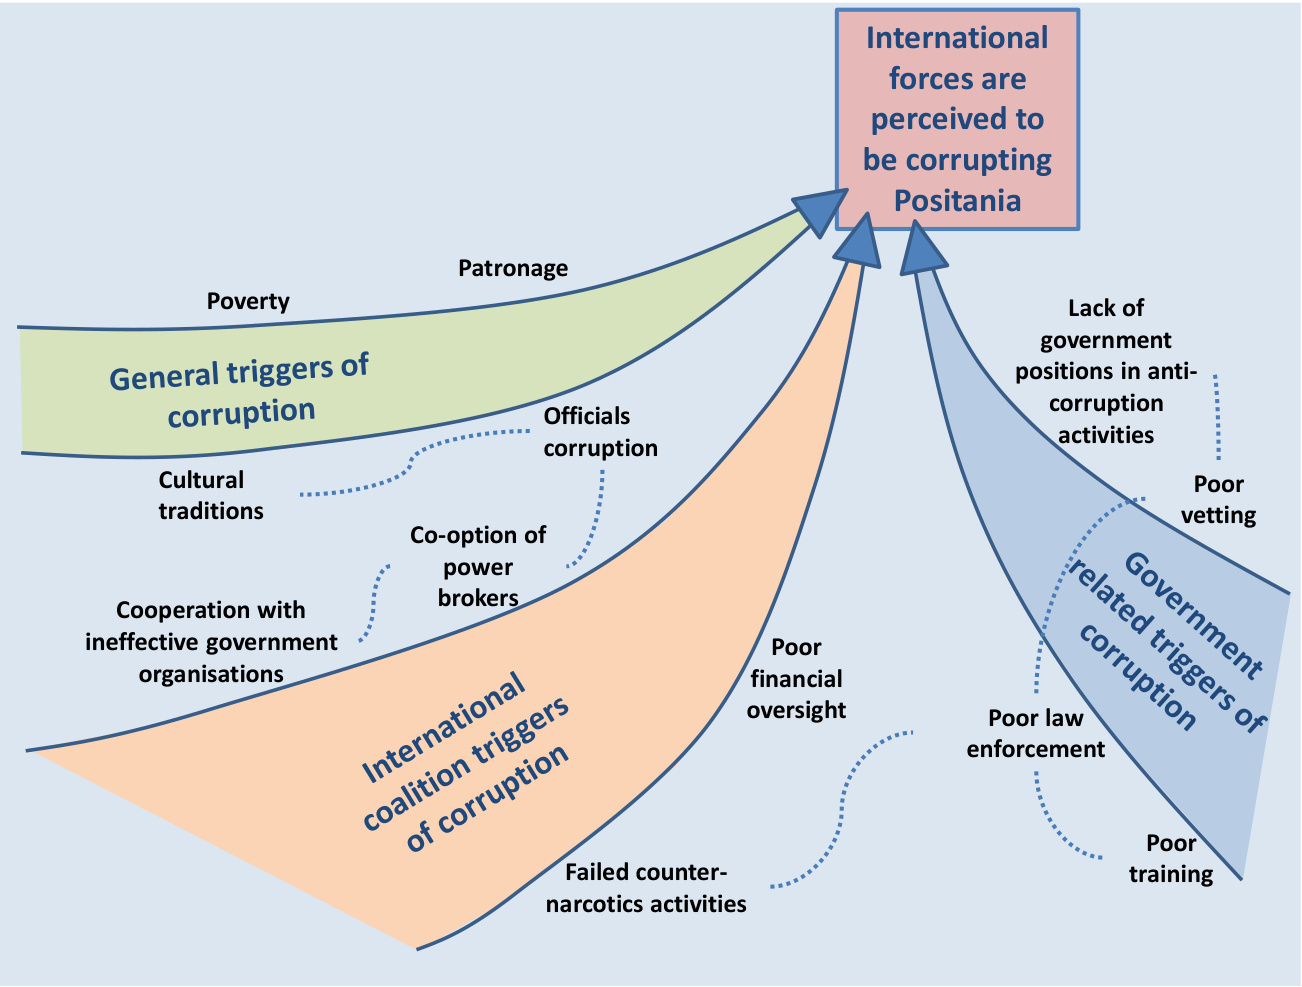 International
forces are
perceived to
be corrupting
Positania
Patronage
Poverty
General triggers of
corruption
Officials
corruption
Cultural
traditions
Co-option of
power
brokers
Cooperation with
ineffective government
organisations
International
coalition triggers
of corruption
Poor
financial
oversight
Failed counter-
narcotics activities
Lack of
government
positions in anti-
corruption
activities
Poor
vetting
Government
related triggers of
corruption
Poor law
enforcement
Poor
training